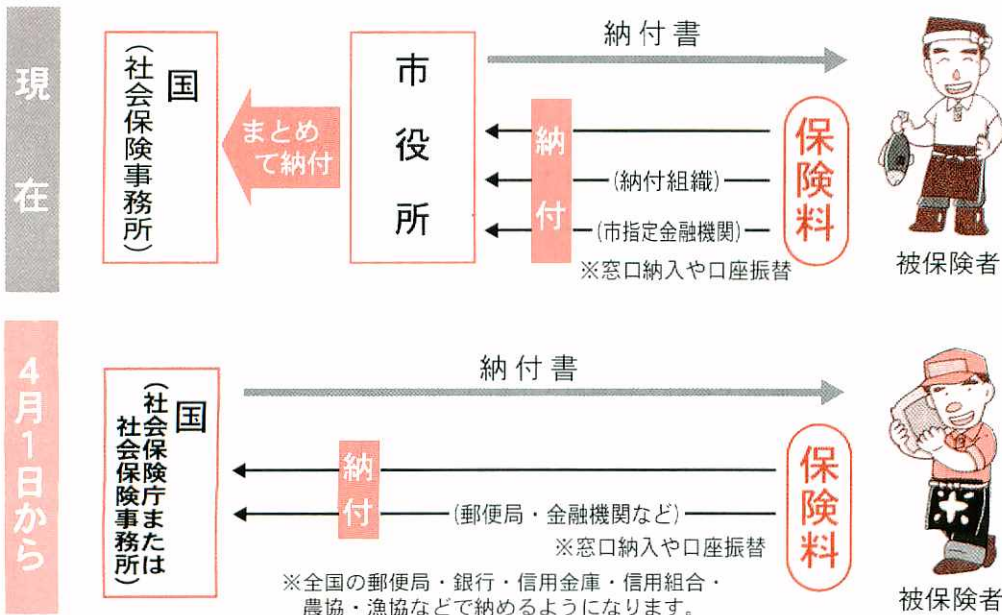 現在
国
（社会保険事務所）
まとめ
て納付
市役所
納付書
納付
(納付組織)
(市指定金融機関)
※窓口納入や口座振替
保険料
被保険者
4月1日から
国
（社会保険庁または
社会保険事務所）
納付書
納付
(郵便局・金融機関など)
※窓口納入や口座振替
保険料
米
被保険者
※全国の郵便局・銀行・信用金庫・信用組合・
農協・漁協などで納めるようになります。